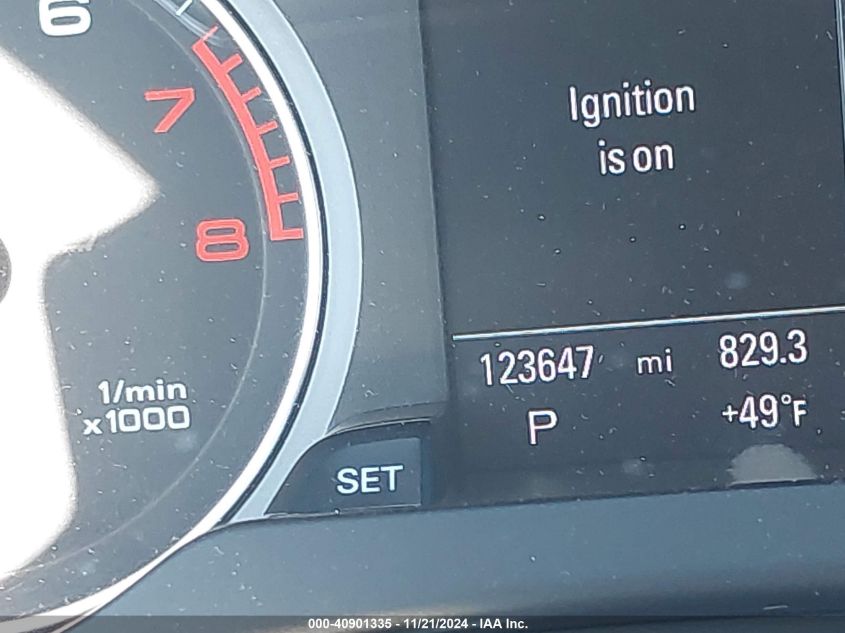 6
7
8
1/min
x1000
SET
Ignition
is on
123647 mi 829.3
P +49°F
000-40901335 - 11/21/2024 - IAA Inc.